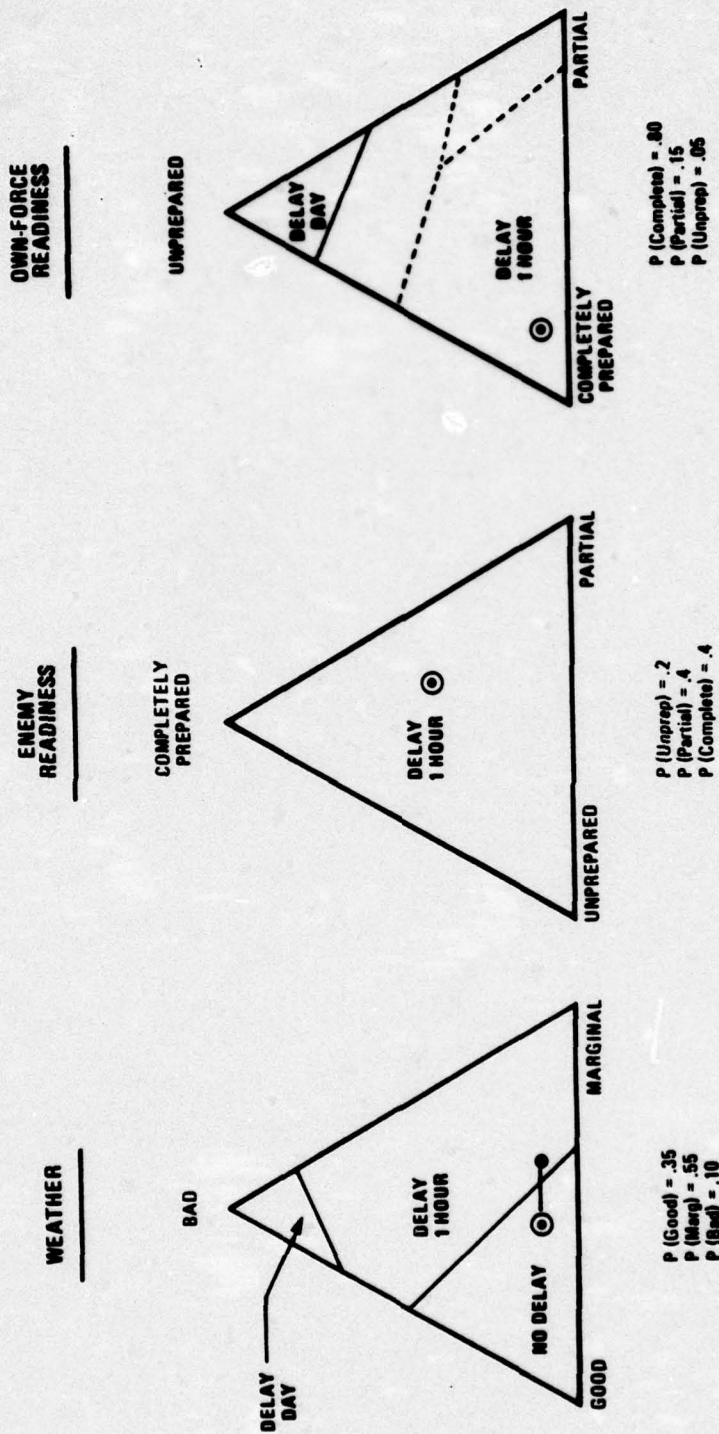 WEATHER
BAD
DELAY
DAY
DELAY
1 HOUR
NO DELAY
GOOD
MARGINAL
P (Good) = .35
P (Marg) = .55
P (Bad) = .10
ENEMY
READINESS
COMPLETELY
PREPARED
DELAY
1 HOUR
UNPREPARED
PARTIAL
P (Unprep) = .2
P (Partial) = .4
P (Complete) = .4
OWN-FORCE
READINESS
UNPREPARED
DELAY
DAY
DELAY
1 HOUR
COMPLETELY
PREPARED
PARTIAL
P (Complete) = .80
P (Partial) = .15
P (Unprep) = .05